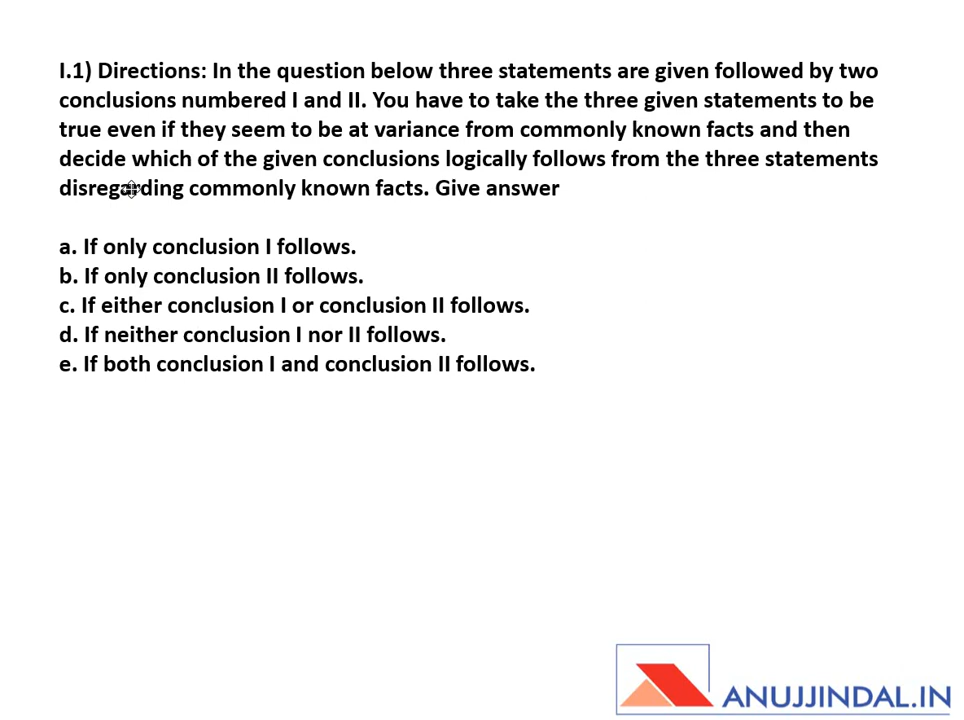 I.1) Directions: In the question below three statements are given followed by two
conclusions numbered I and II. You have to take the three given statements to be
true even if they seem to be at variance from commonly known facts and then
decide which of the given conclusions logically follows from the three statements
disregarding commonly known facts. Give answer
a. If only conclusion I follows.
b. If only conclusion II follows.
c. If either conclusion I or conclusion II follows.
d. If neither conclusion I nor II follows.
e. If both conclusion I and conclusion II follows.
ANUJJINDAL.IN